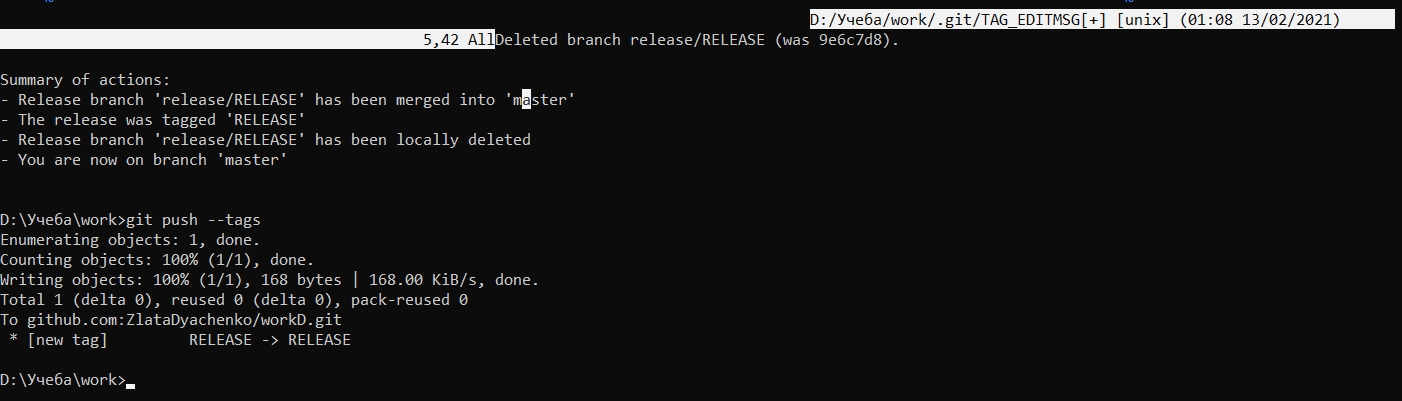 D:/Учеба/work/.git/TAG_EDITMSG[+] [unix] (01:08 13/02/2021)
5,42 AllDeleted branch release/RELEASE (was 9e6c7d8).
Summary of actions:
- Release branch 'release/RELEASE' has been merged into 'master'
- The release was tagged 'RELEASE'
- Release branch 'release/RELEASE' has been locally deleted
- You are now on branch 'master'
D:\Учеба\work>git push --tags
Enumerating objects: 1, done.
Counting objects: 100% (1/1), done.
Writing objects: 100% (1/1), 168 bytes | 168.00 KiB/s, done.
Total 1 (delta 0), reused 0 (delta 0), pack-reused 0
To github.com:ZlataDyachenko/workD.git
 * [new tag]         RELEASE -> RELEASE
D:\Учеба\work>